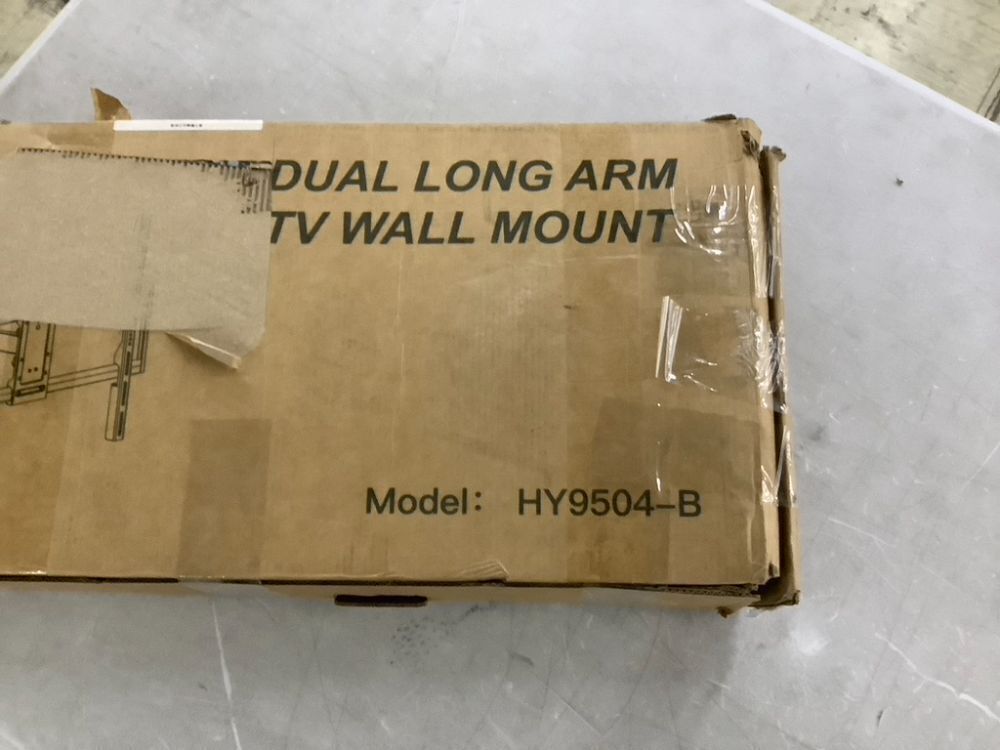 DUAL LONG ARM
TV WALL MOUNT
Model: HY9504-B